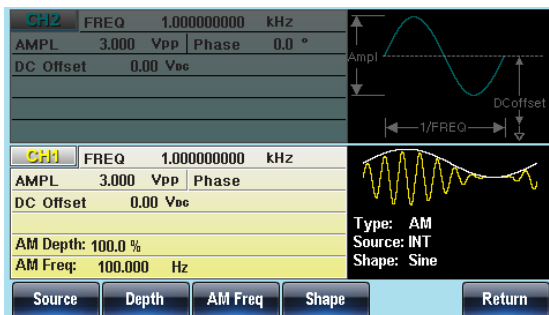 CH2 FREQ 1.000000000 kHz
AMPL 3.000 Vpp Phase 0.0 °
DC Offset 0.00 VDC
Ampl
DCoffset
1/FREQ
CH1 FREQ 1.000000000 kHz
AMPL 3.000 Vpp Phase
DC Offset 0.00 VDC
AM Depth: 100.0 %
AM Freq: 100.000 Hz
Type: AM
Source: INT
Shape: Sine
Source Depth AM Freq Shape Return